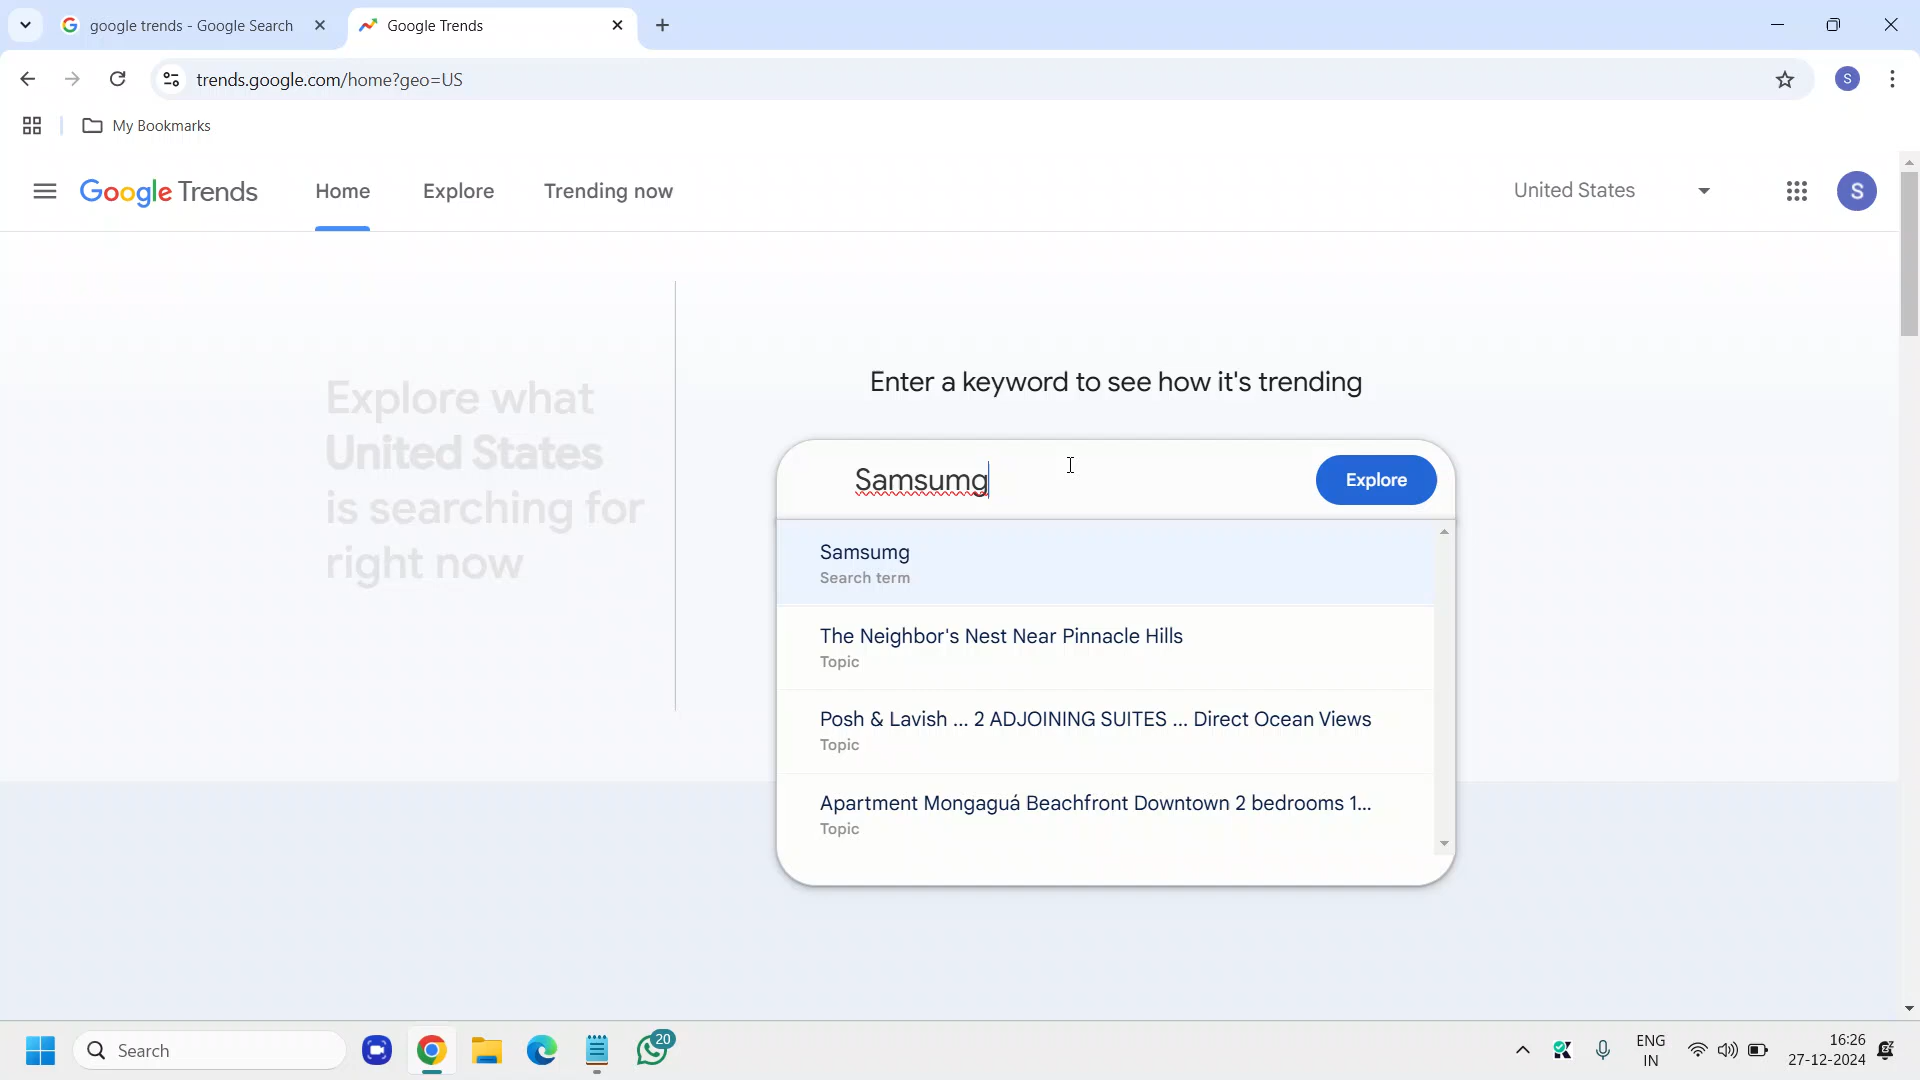 google trends - Google Search
Google Trends
trends.google.com/home?geo=US
S
My Bookmarks
Google Trends
Home
Explore
Trending now
United States
S
Explore what
United States
is searching for
right now
Enter a keyword to see how it's trending
Samsumg
Explore
Samsumg
Search term
The Neighbor's Nest Near Pinnacle Hills
Topic
Posh & Lavish ... 2 ADJOINING SUITES ... Direct Ocean Views
Topic
Apartment Mongaguá Beachfront Downtown 2 bedrooms 1...
Topic
Search
20
ENG
IN
16:26
27-12-2024